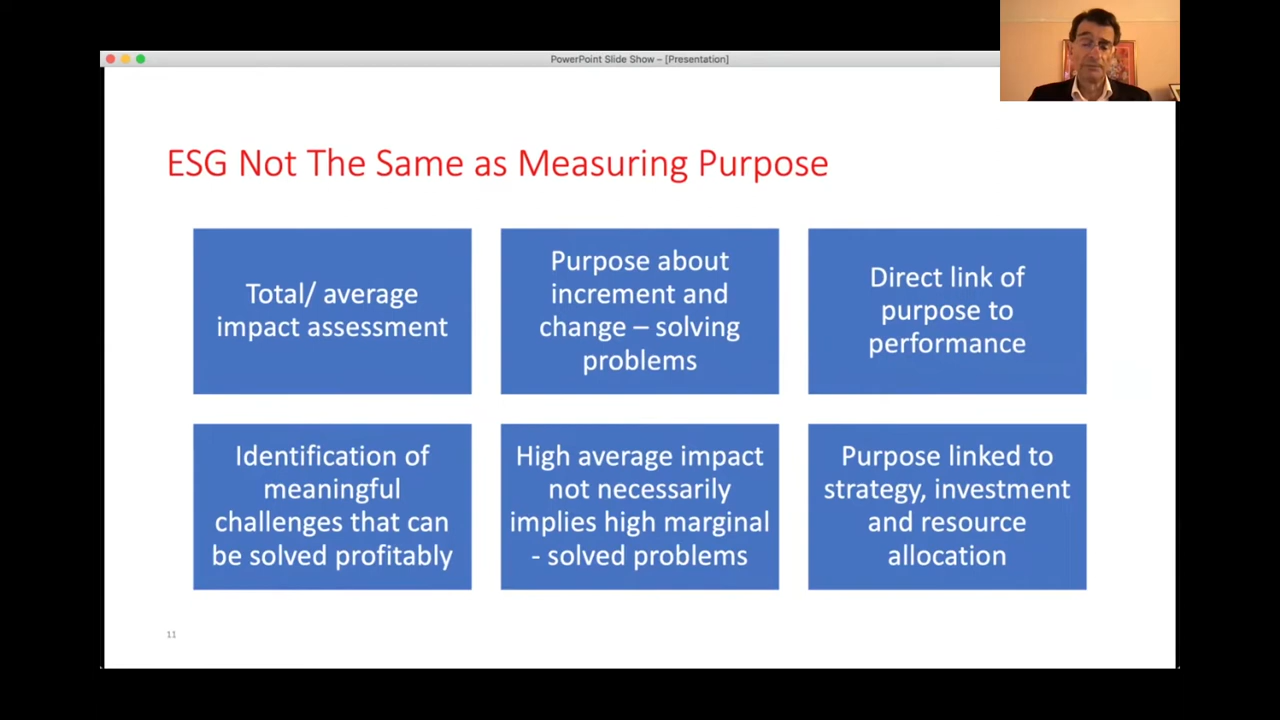 PowerPoint Slide Show – [Presentation]
ESG Not The Same as Measuring Purpose
Total/ average
impact assessment
Purpose about
increment and
change – solving
problems
Direct link of
purpose to
performance
Identification of
meaningful
challenges that can
be solved profitably
High average impact
not necessarily
implies high marginal
- solved problems
Purpose linked to
strategy, investment
and resource
allocation
11